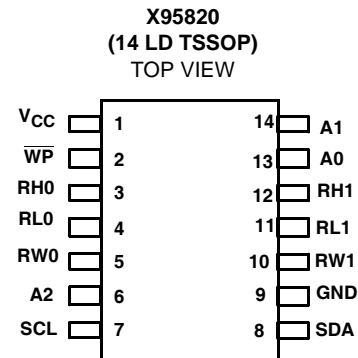 X95820
(14 LD TSSOP)
TOP VIEW
VCC 1 14 A1
WP 2 13 A0
RH0 3 12 RH1
RL0 4 11 RL1
RW0 5 10 RW1
A2 6 9 GND
SCL 7 8 SDA